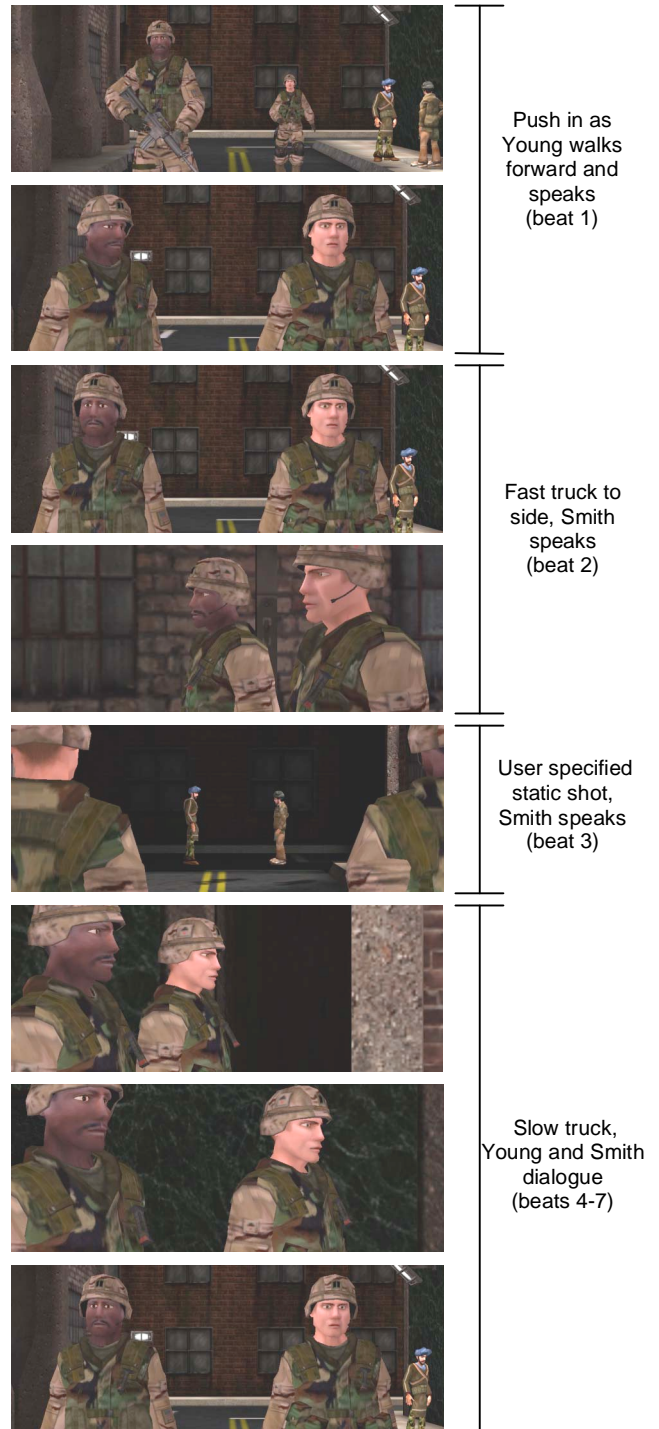 Push in as
Young walks
forward and
speaks
(beat 1)
Fast truck to
side, Smith
speaks
(beat 2)
User specified
static shot,
Smith speaks
(beat 3)
Slow truck,
Young and Smith
dialogue
(beats 4-7)